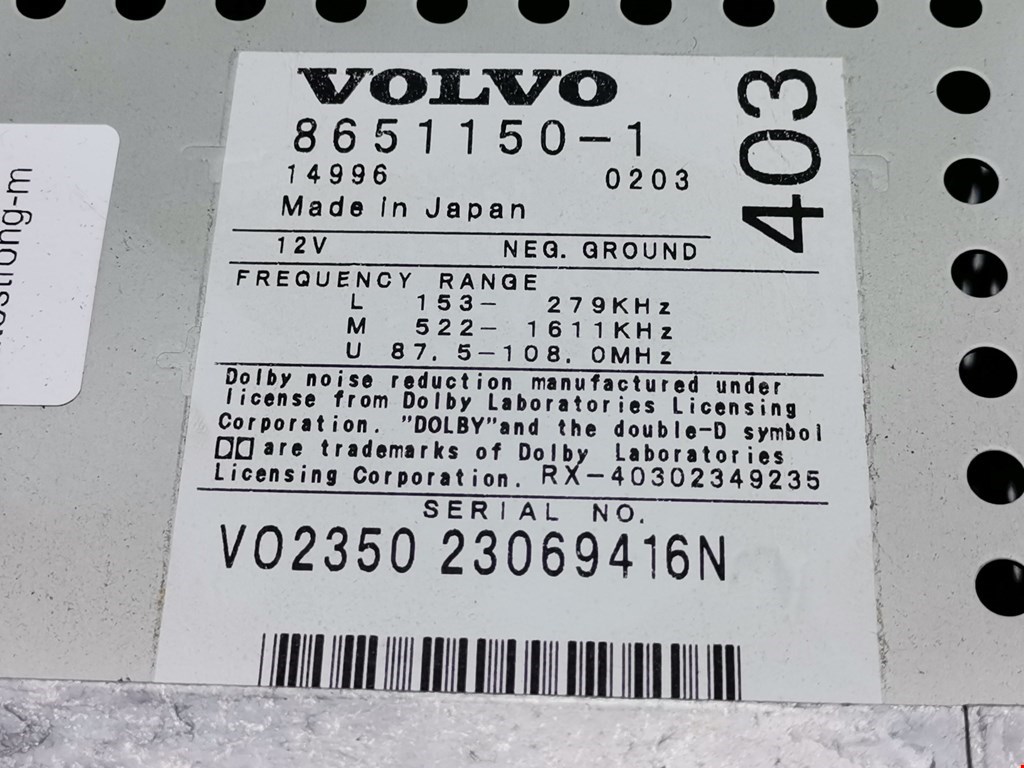 VOLVO
8651150-1
14996 0203
Made in Japan
403
12V NEG. GROUND
FREQUENCY RANGE
L 153- 279KHz
M 522- 1611KHz
U 87.5-108.0MHz
Dolby noise reduction manufactured under
license from Dolby Laboratories Licensing
Corporation. "DOLBY"and the double-D symbol
are trademarks of Dolby Laboratories
Licensing Corporation. RX-40302349235
SERIAL NO.
VO2350 23069416N